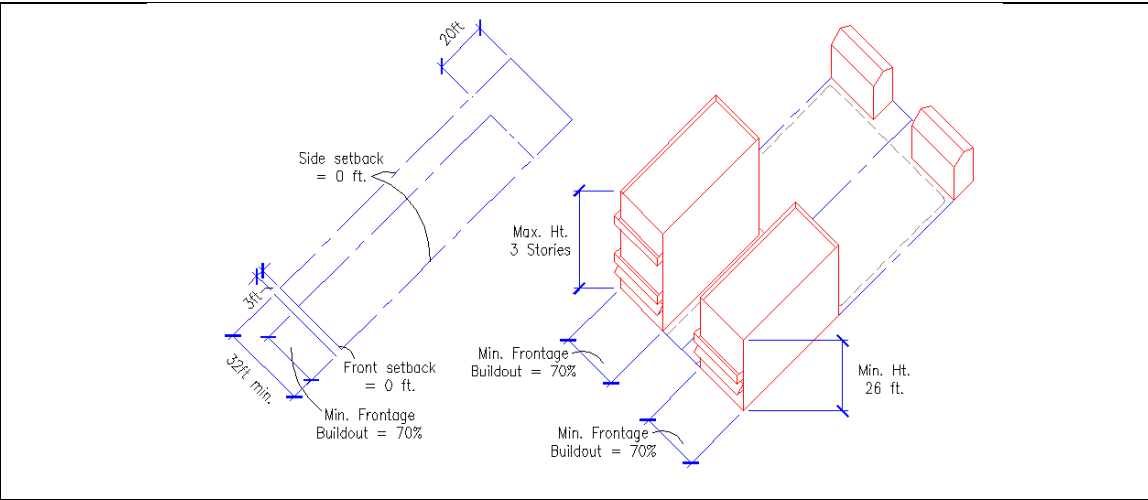 20ft
Side setback
= 0 ft.
3ft
32ft min.
Front setback
= 0 ft.
Min. Frontage
Buildout = 70%
Max. Ht.
3 Stories
Min. Frontage
Buildout = 70%
Min. Frontage
Buildout = 70%
Min. Ht.
26 ft.